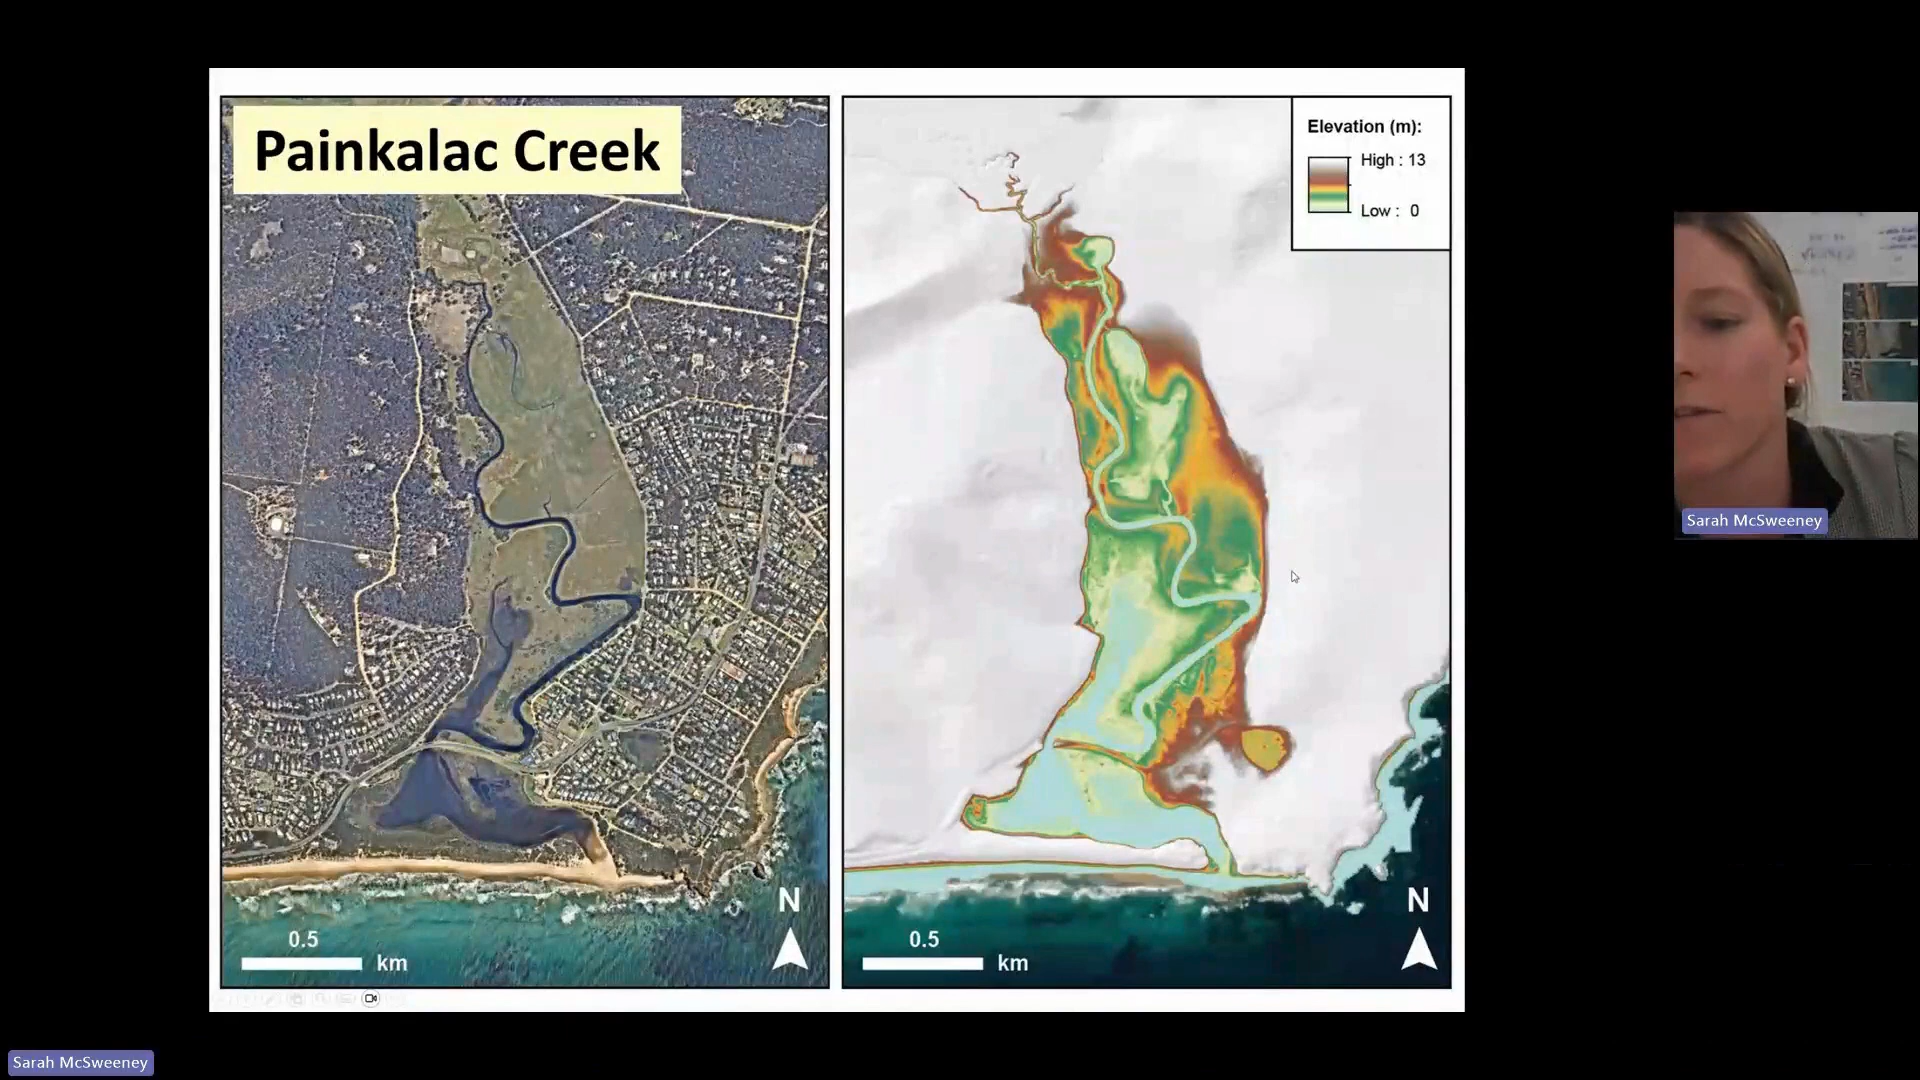 Painkalac Creek
Elevation (m):
High : 13
Low : 0
N
0.5
km
N
0.5
km
Sarah McSweeney
Sarah McSweeney